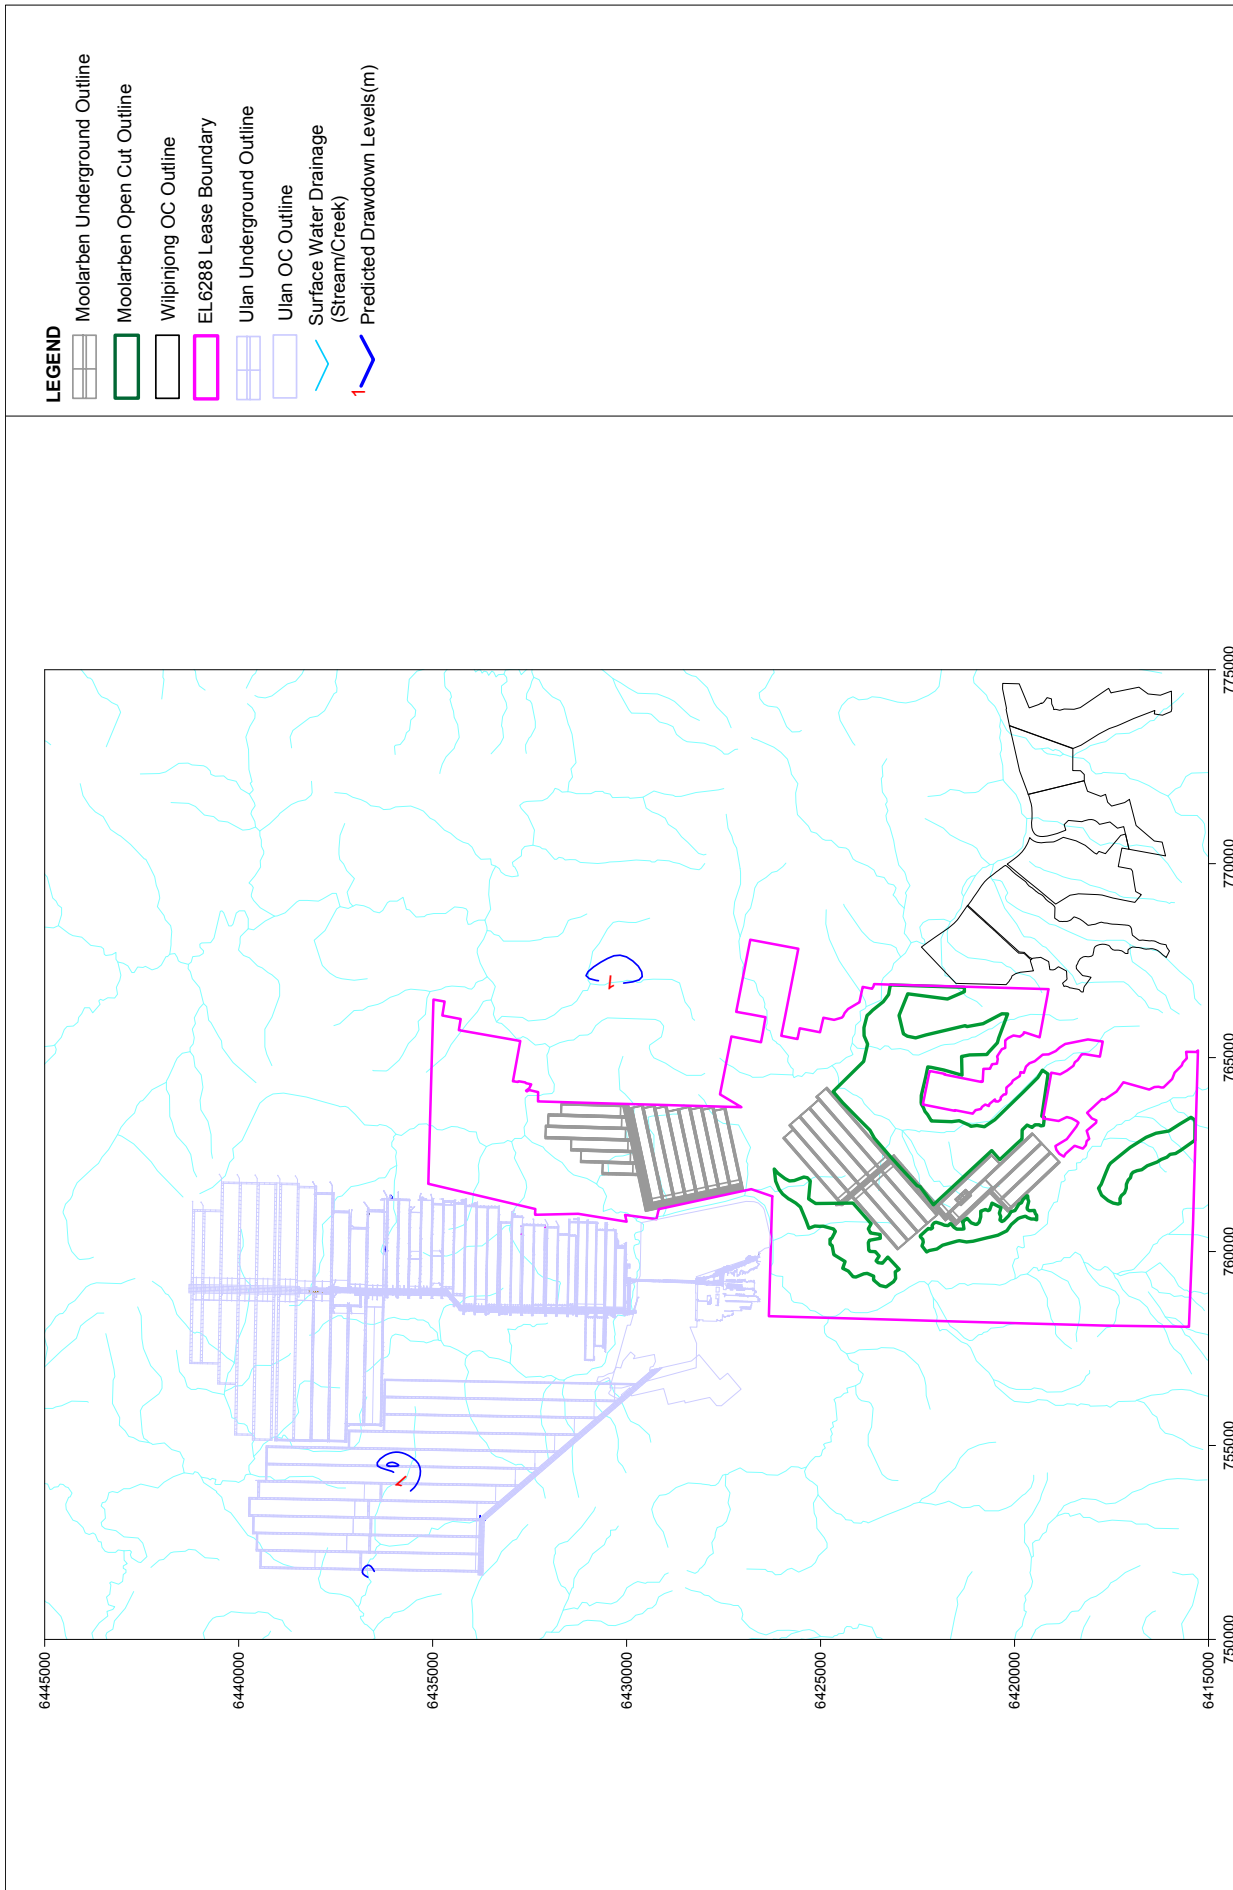 LEGEND
Moolarben Underground Outline
Moolarben Open Cut Outline
Wilpinjong OC Outline
EL6288 Lease Boundary
Ulan Underground Outline
Ulan OC Outline
Surface Water Drainage
(Stream/Creek)
1
Predicted Drawdown Levels(m)
6445000
6440000
6435000
6430000
6425000
6420000
6415000
750000
755000
760000
765000
770000
775000
1
1